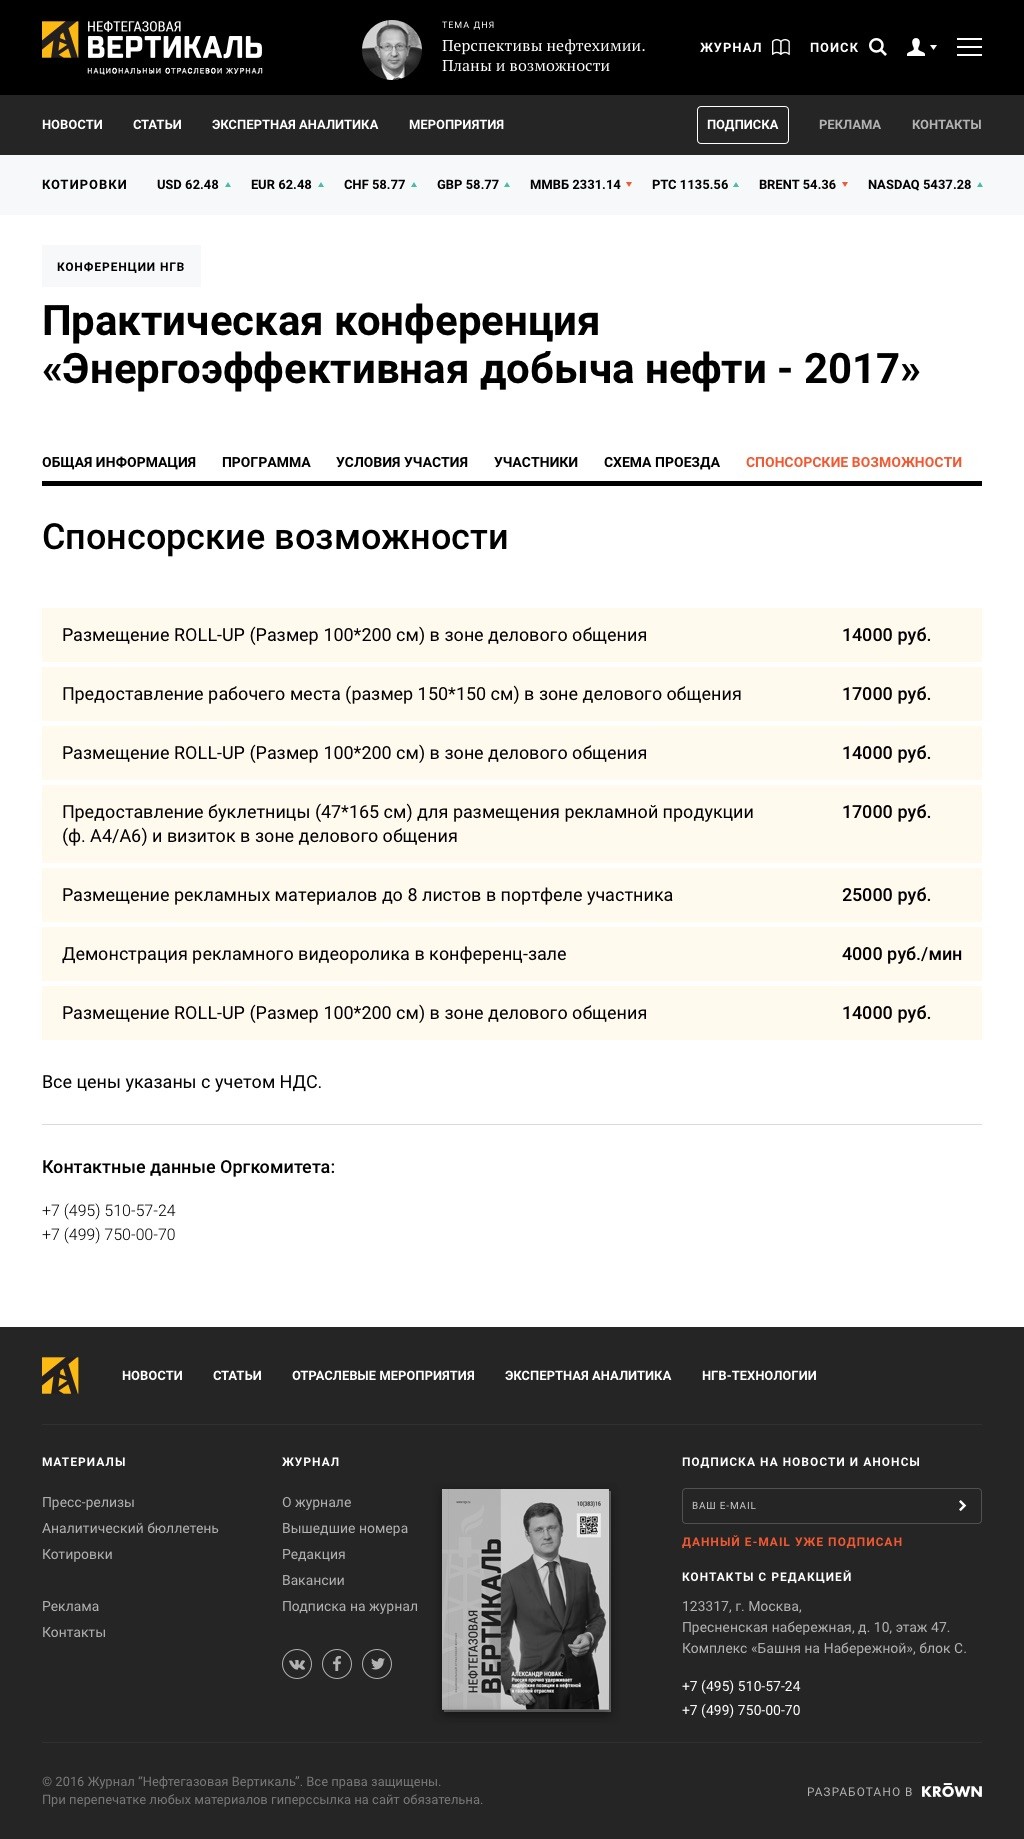 НЕФТЕГАЗОВАЯ
ВЕРТИКАЛЬ
НАЦИОНАЛЬНЫЙ ОТРАСЛЕВОЙ ЖУРНАЛ
ТЕМА ДНЯ
Перспективы нефтехимии.
Планы и возможности
ЖУРНАЛ ПОИСК
НОВОСТИ СТАТЬИ ЭКСПЕРТНАЯ АНАЛИТИКА МЕРОПРИЯТИЯ ПОДПИСКА РЕКЛАМА КОНТАКТЫ
КОТИРОВКИ USD 62.48 EUR 62.48 CHF 58.77 GBP 58.77 ММВБ 2331.14 РТС 1135.56 BRENT 54.36 NASDAQ 5437.28
КОНФЕРЕНЦИИ НГВ
Практическая конференция
«Энергоэффективная добыча нефти - 2017»
ОБЩАЯ ИНФОРМАЦИЯ ПРОГРАММА УСЛОВИЯ УЧАСТИЯ УЧАСТНИКИ СХЕМА ПРОЕЗДА СПОНСОРСКИЕ ВОЗМОЖНОСТИ
Спонсорские возможности
Размещение ROLL-UP (Размер 100*200 см) в зоне делового общения 14000 руб.
Предоставление рабочего места (размер 150*150 см) в зоне делового общения 17000 руб.
Размещение ROLL-UP (Размер 100*200 см) в зоне делового общения 14000 руб.
Предоставление буклетницы (47*165 см) для размещения рекламной продукции 17000 руб.
(ф. А4/А6) и визиток в зоне делового общения
Размещение рекламных материалов до 8 листов в портфеле участника 25000 руб.
Демонстрация рекламного видеоролика в конференц-зале 4000 руб./мин
Размещение ROLL-UP (Размер 100*200 см) в зоне делового общения 14000 руб.
Все цены указаны с учетом НДС.
Контактные данные Оргкомитета:
+7 (495) 510-57-24
+7 (499) 750-00-70
НОВОСТИ СТАТЬИ ОТРАСЛЕВЫЕ МЕРОПРИЯТИЯ ЭКСПЕРТНАЯ АНАЛИТИКА НГВ-ТЕХНОЛОГИИ
МАТЕРИАЛЫ
Пресс-релизы
Аналитический бюллетень
Котировки
Реклама
Контакты
ЖУРНАЛ
О журнале
Вышедшие номера
Редакция
Вакансии
Подписка на журнал
10(383)16
НЕФТЕГАЗОВАЯ
ВЕРТИКАЛЬ
АЛЕКСАНДР НОВАК:
Россия прочно удерживает
лидерские позиции в нефтяной
и газовой отраслях
ПОДПИСКА НА НОВОСТИ И АНОНСЫ
ВАШ E-MAIL
ДАННЫЙ E-MAIL УЖЕ ПОДПИСАН
КОНТАКТЫ С РЕДАКЦИЕЙ
123317, г. Москва,
Пресненская набережная, д. 10, этаж 47.
Комплекс «Башня на Набережной», блок С.
+7 (495) 510-57-24
+7 (499) 750-00-70
© 2016 Журнал "Нефтегазовая Вертикаль". Все права защищены.
При перепечатке любых материалов гиперссылка на сайт обязательна.
РАЗРАБОТАНО В KRŌWN